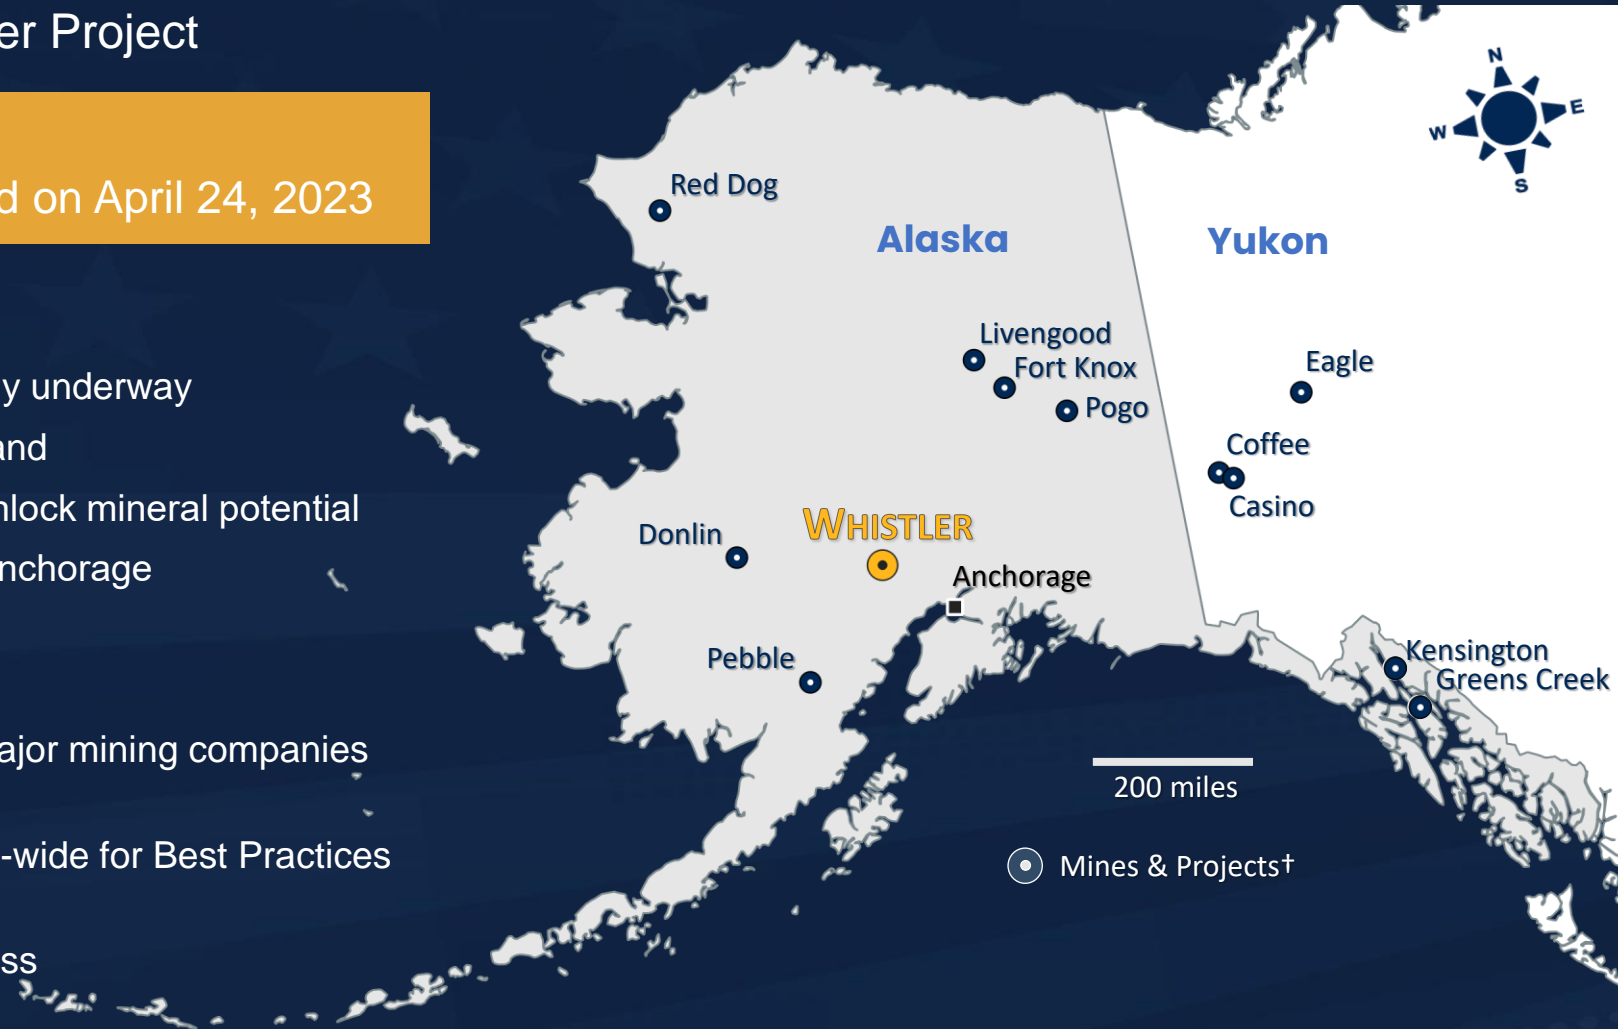 er Project
d on April 24, 2023
y underway
and
nlock mineral potential
nchorage
ajor mining companies
-wide for Best Practices
ss
N
E
W
S
Red Dog
Alaska
Yukon
Livengood
Fort Knox
Pogo
Eagle
Coffee
Casino
Donlin
WHISTLER
Anchorage
Pebble
Kensington
Greens Creek
200 miles
Mines & Projects†